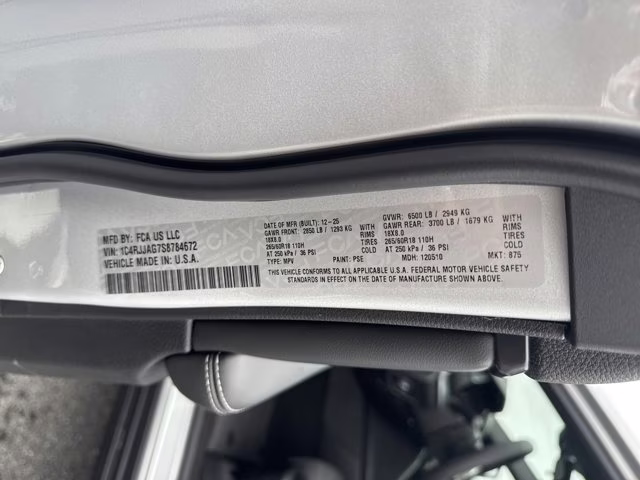 MFD BY: FCA US LLC
VIN: 1C4RJJAG7S8784572
VEHICLE MADE IN: U.S.A.
DATE OF MFR (BUILT): 12-25
GAWR FRONT: 2850 LB / 1293 KG WITH
18X8.0 RIMS
265/60R18 110H TIRES
AT 250 kPa / 36 PSI COLD
TYPE: MPV PAINT: PSE
GVWR: 6500 LB / 2949 KG
GAWR REAR: 3700 LB / 1679 KG WITH
18X8.0 RIMS
265/60R18 110H TIRES
AT 250 kPa / 36 PSI COLD
MDH: 120510 MKT: 875
THIS VEHICLE CONFORMS TO ALL APPLICABLE U.S.A. FEDERAL MOTOR VEHICLE SAFETY
STANDARDS IN EFFECT ON THE DATE OF MANUFACTURE SHOWN ABOVE.